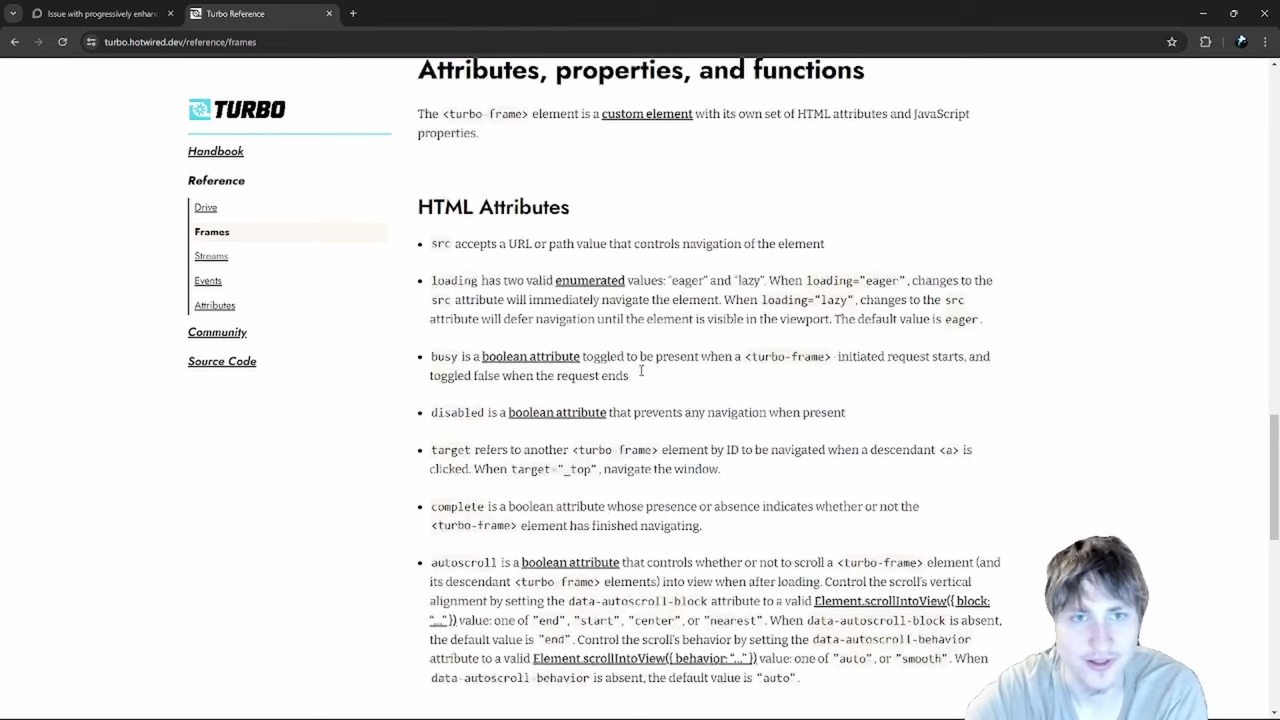 Issue with progressively enhan
Turbo Reference
turbo.hotwired.dev/reference/frames
TURBO
Handbook
Reference
Drive
Frames
Streams
Events
Attributes
Community
Source Code
Attributes, properties, and functions
The <turbo-frame> element is a custom element with its own set of HTML attributes and JavaScript
properties.
HTML Attributes
src accepts a URL or path value that controls navigation of the element
loading has two valid enumerated values: “eager” and “lazy”. When loading="eager", changes to the
src attribute will immediately navigate the element. When loading="lazy", changes to the src
attribute will defer navigation until the element is visible in the viewport. The default value is eager.
busy is a boolean attribute toggled to be present when a <turbo-frame>-initiated request starts, and
toggled false when the request ends
disabled is a boolean attribute that prevents any navigation when present
target refers to another <turbo-frame> element by ID to be navigated when a descendant <a> is
clicked. When target="_top", navigate the window.
complete is a boolean attribute whose presence or absence indicates whether or not the
<turbo-frame> element has finished navigating.
autoscroll is a boolean attribute that controls whether or not to scroll a <turbo-frame> element (and
its descendant <turbo-frame> elements) into view when after loading. Control the scroll’s vertical
alignment by setting the data-autoscroll-block attribute to a valid Element.scrollIntoView({ block:
“...” }) value: one of "end", "start", "center", or "nearest". When data-autoscroll-block is absent,
the default value is "end". Control the scroll’s behavior by setting the data-autoscroll-behavior
attribute to a valid Element.scrollIntoView({ behavior: “...” }) value: one of "auto", or "smooth". When
data-autoscroll-behavior is absent, the default value is "auto".